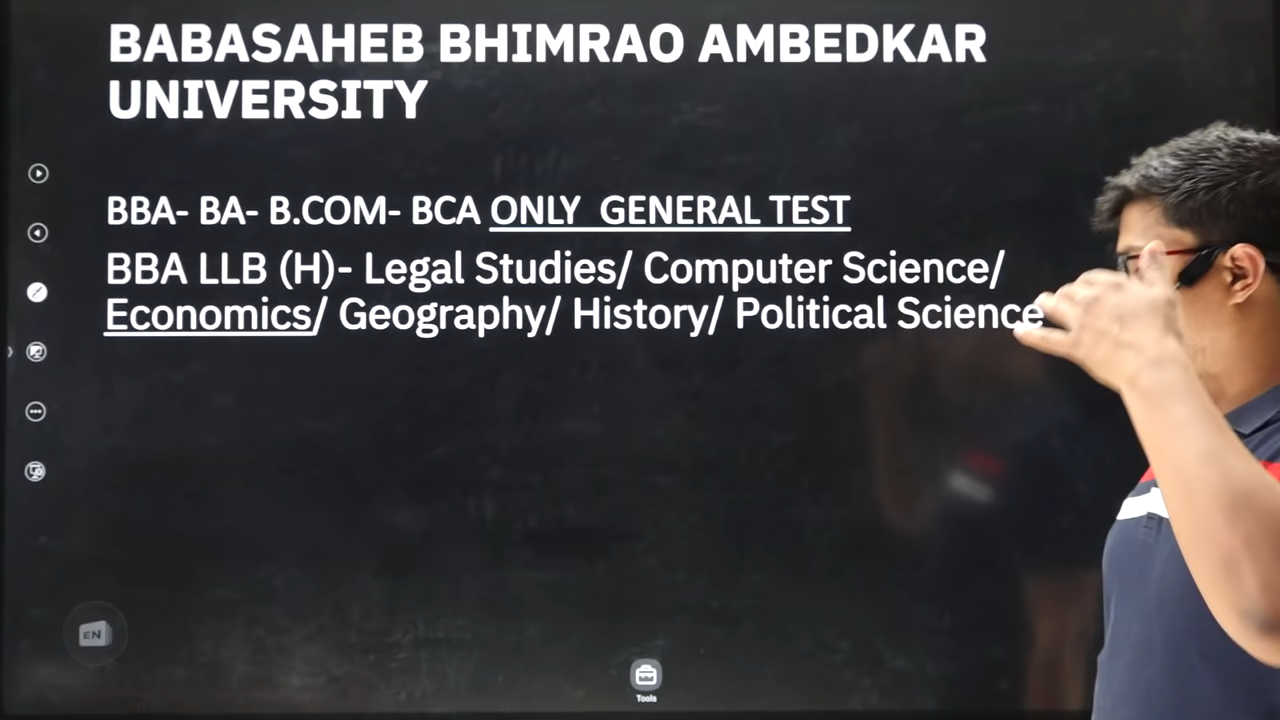 BABASAHEB BHIMRAO AMBEDKAR
UNIVERSITY
BBA- BA- B.COM- BCA ONLY  GENERAL TEST
BBA LLB (H)- Legal Studies/ Computer Science/
Economics/ Geography/ History/ Political Science
EN
Tools